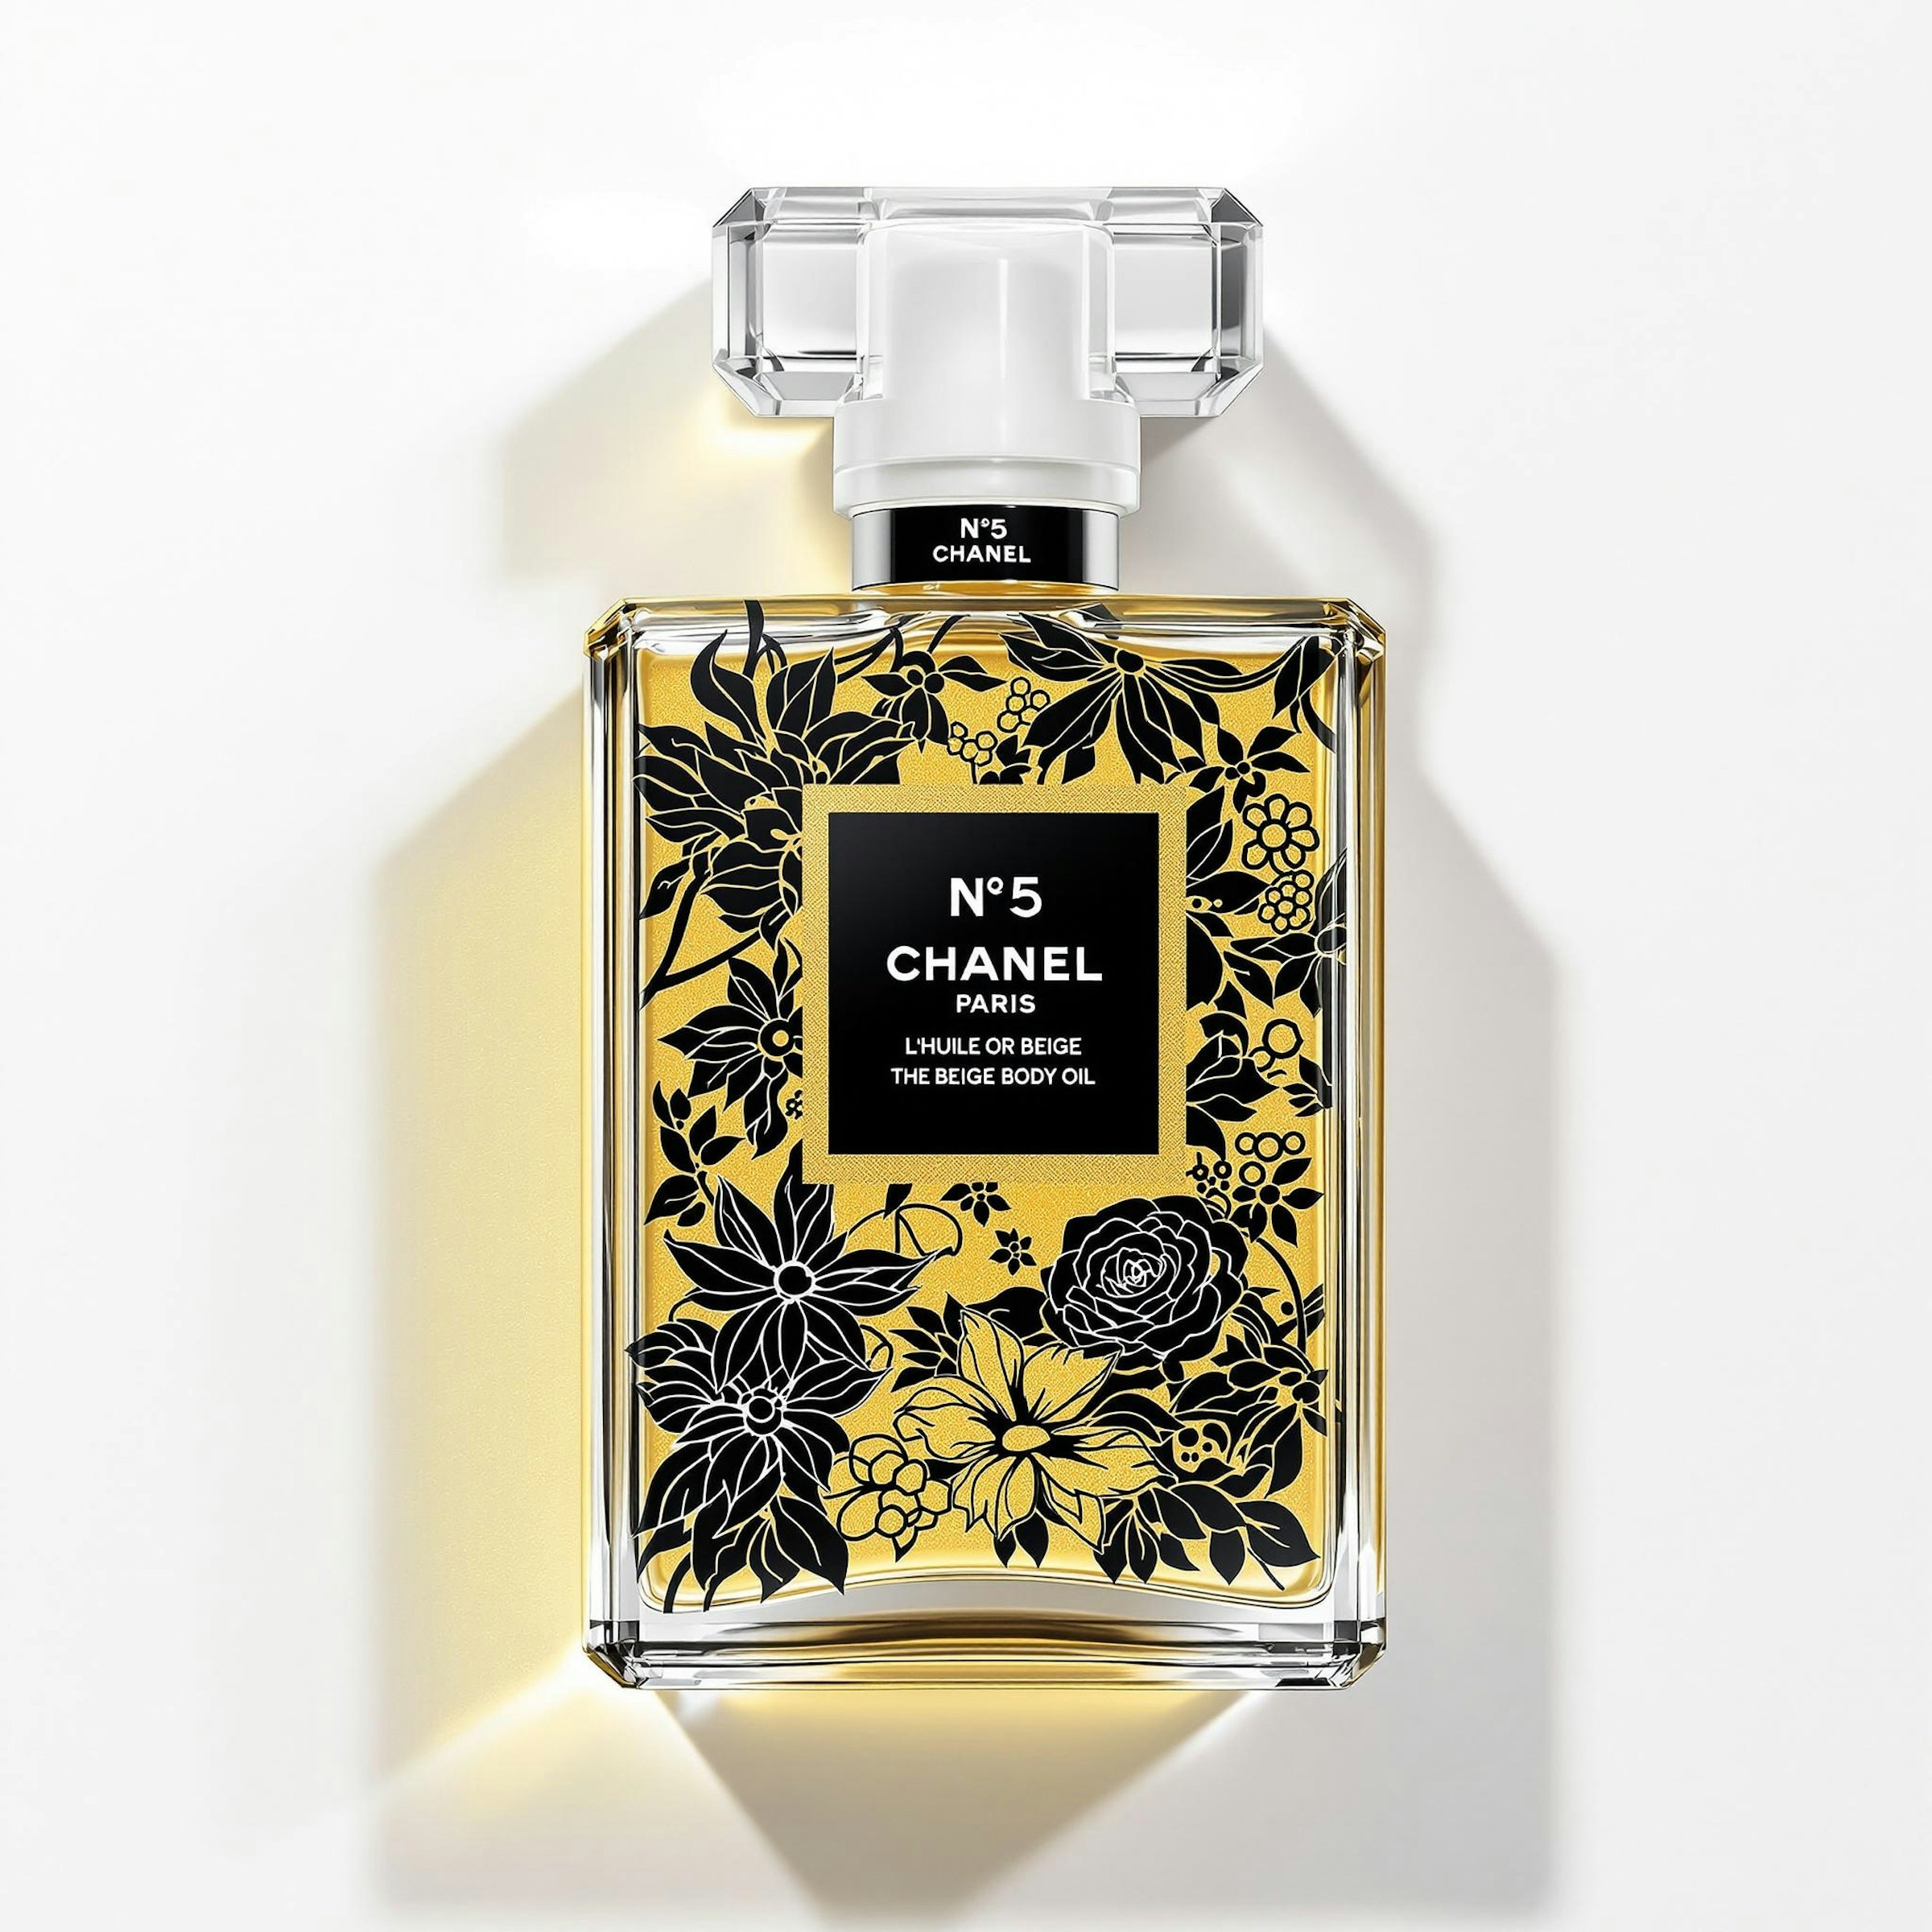 N°5
CHANEL
N°5
CHANEL
PARIS
L'HUILE OR BEIGE
THE BEIGE BODY OIL